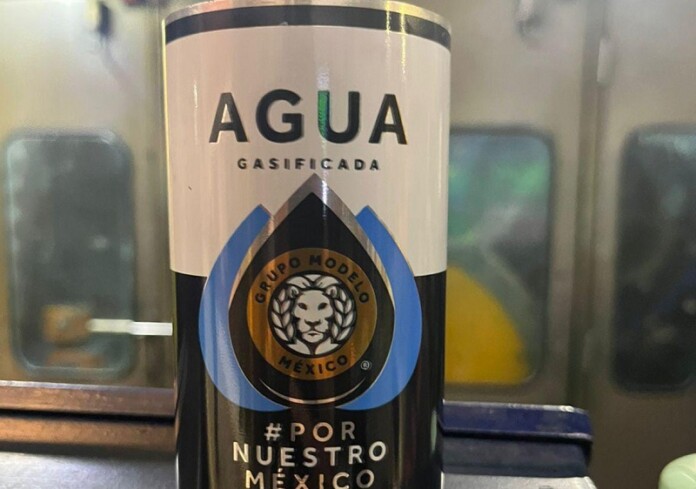 AGUA
GASIFICADA
GRUPO MODELO
MÉXICO
®
#POR
NUESTRO
MÉXICO